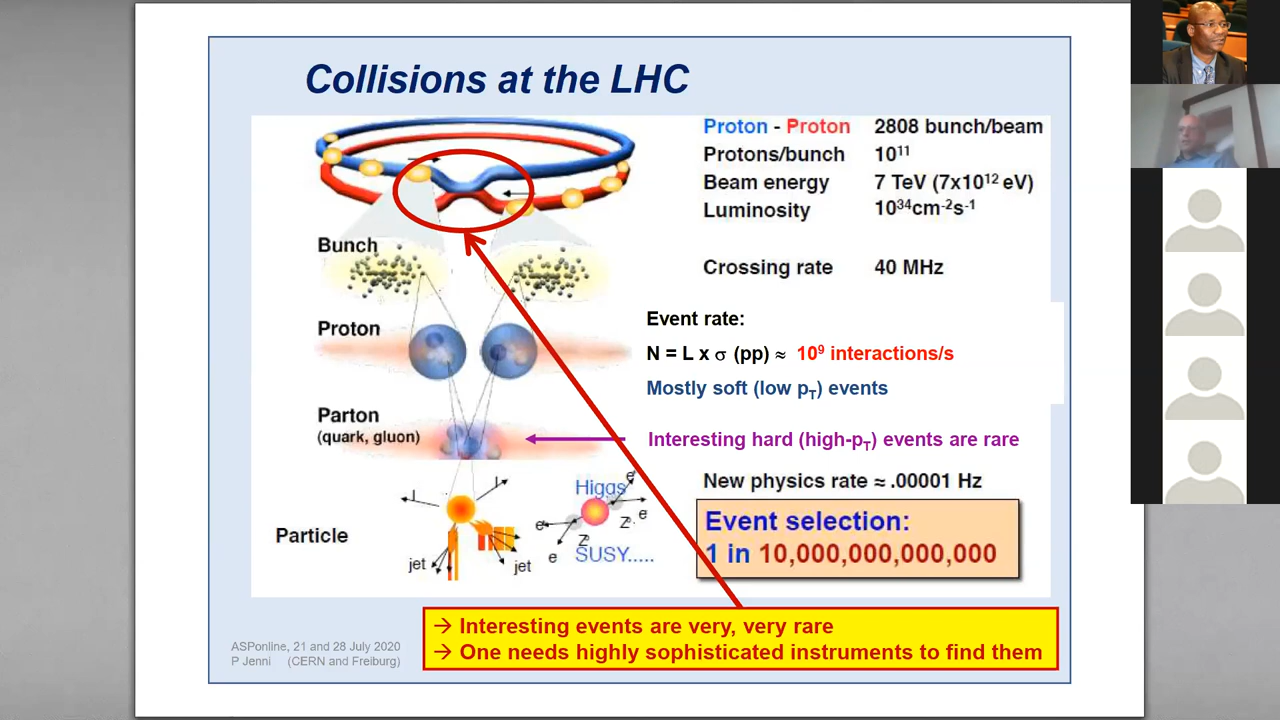 Collisions at the LHC
Proton - Proton 2808 bunch/beam
Protons/bunch 10¹¹
Beam energy 7 TeV (7x10¹² eV)
Luminosity 10³⁴cm⁻²s⁻¹
Crossing rate 40 MHz
Bunch
Proton
Parton
(quark, gluon)
Particle
Event rate:
N = L x σ (pp) ≈ 10⁹ interactions/s
Mostly soft (low pT) events
Interesting hard (high-pT) events are rare
New physics rate ≈ .00001 Hz
Event selection:
1 in 10,000,000,000,000
l
l
jet
jet
Higgs
e
e
Z
e
Z
e
SUSY.....
→ Interesting events are very, very rare
→ One needs highly sophisticated instruments to find them
ASPonline, 21 and 28 July 2020
P Jenni (CERN and Freiburg)